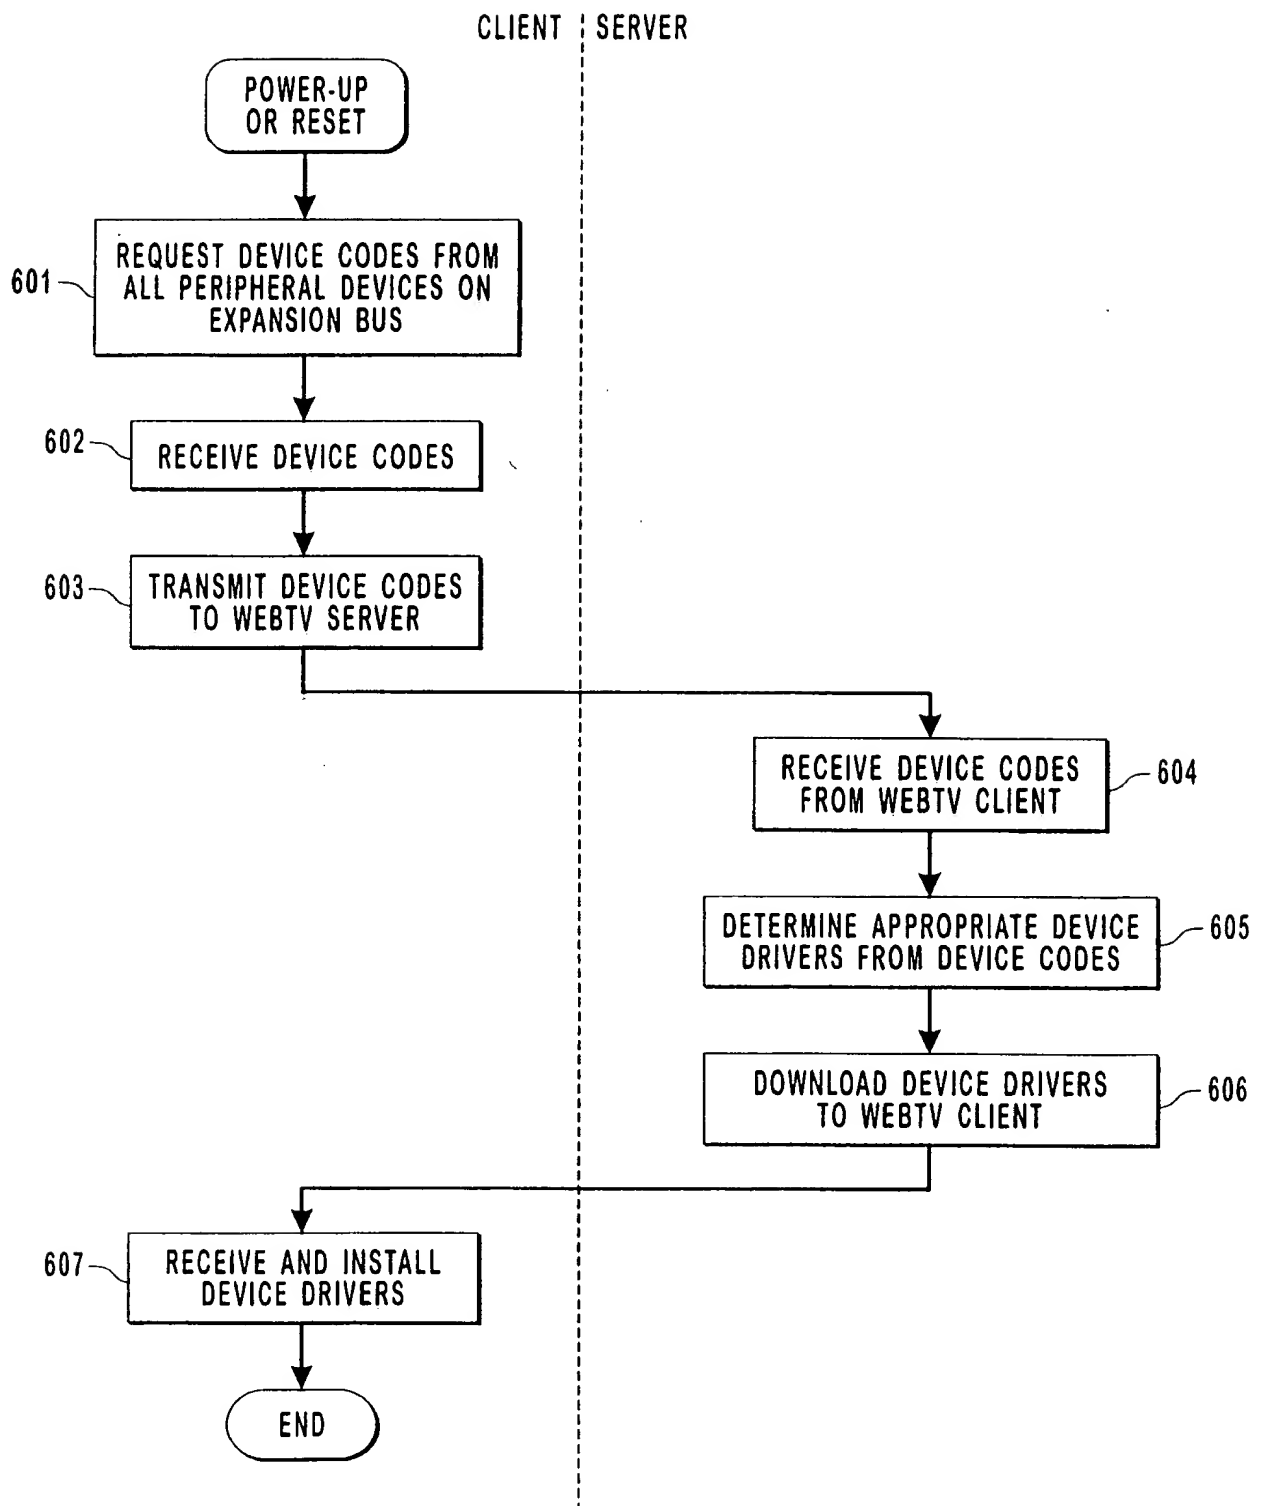 CLIENT SERVER
POWER-UP
OR RESET
601
REQUEST DEVICE CODES FROM
ALL PERIPHERAL DEVICES ON
EXPANSION BUS
602
RECEIVE DEVICE CODES
603
TRANSMIT DEVICE CODES
TO WEBTV SERVER
RECEIVE DEVICE CODES
FROM WEBTV CLIENT
604
DETERMINE APPROPRIATE DEVICE
DRIVERS FROM DEVICE CODES
605
DOWNLOAD DEVICE DRIVERS
TO WEBTV CLIENT
606
607
RECEIVE AND INSTALL
DEVICE DRIVERS
END